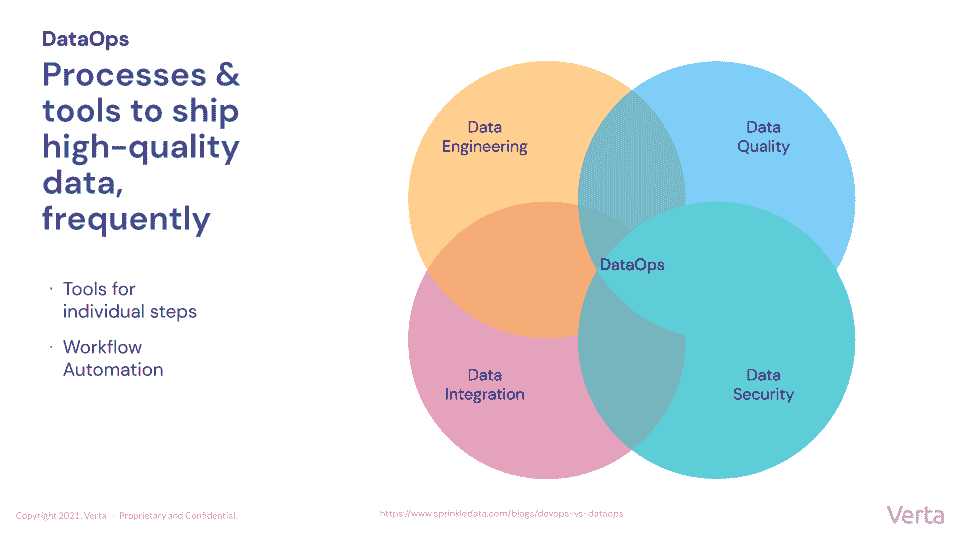 DataOps
Processes &
tools to ship
high-quality
data,
frequently
· Tools for
individual steps
· Workflow
Automation
Data
Engineering
Data
Quality
DataOps
Data
Integration
Data
Security
Copyright 2021. Verta · Proprietary and Confidential.
https://www.sprinkledata.com/blogs/devops-vs-dataops
Verta